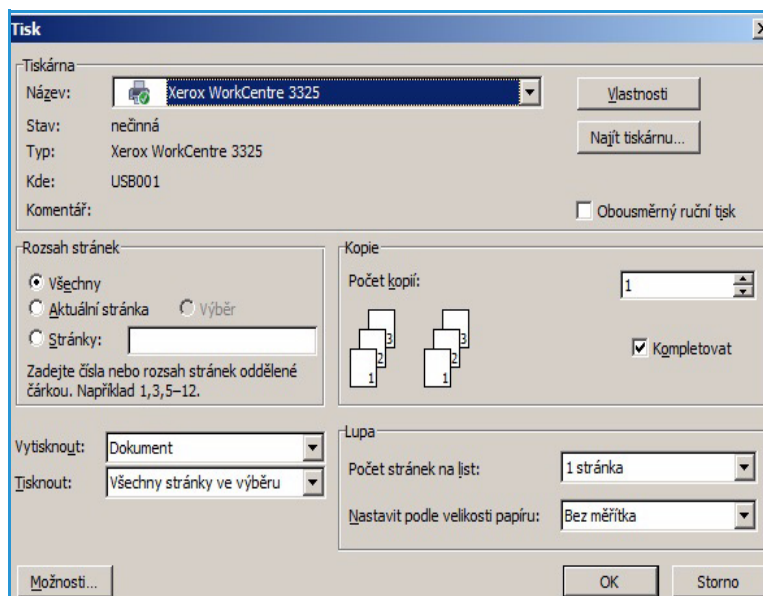 Tisk
Tiskárna
Název: Xerox WorkCentre 3325 Vlastnosti
Stav: nečinná
Najít tiskárnu...
Typ: Xerox WorkCentre 3325
Kde: USB001
Komentář: Obousměrný ruční tisk
Rozsah stránek
Všechny
Aktuální stránka Výběr
Stránky:
Zadejte čísla nebo rozsah stránek oddělené
čárkou. Například 1,3,5–12.
Kopie
Počet kopií: 1
3 3
2 2
1 1
Kompletovat
Vytisknout: Dokument
Tisknout: Všechny stránky ve výběru
Lupa
Počet stránek na list: 1 stránka
Nastavit podle velikosti papíru: Bez měřítka
Možnosti... OK Storno